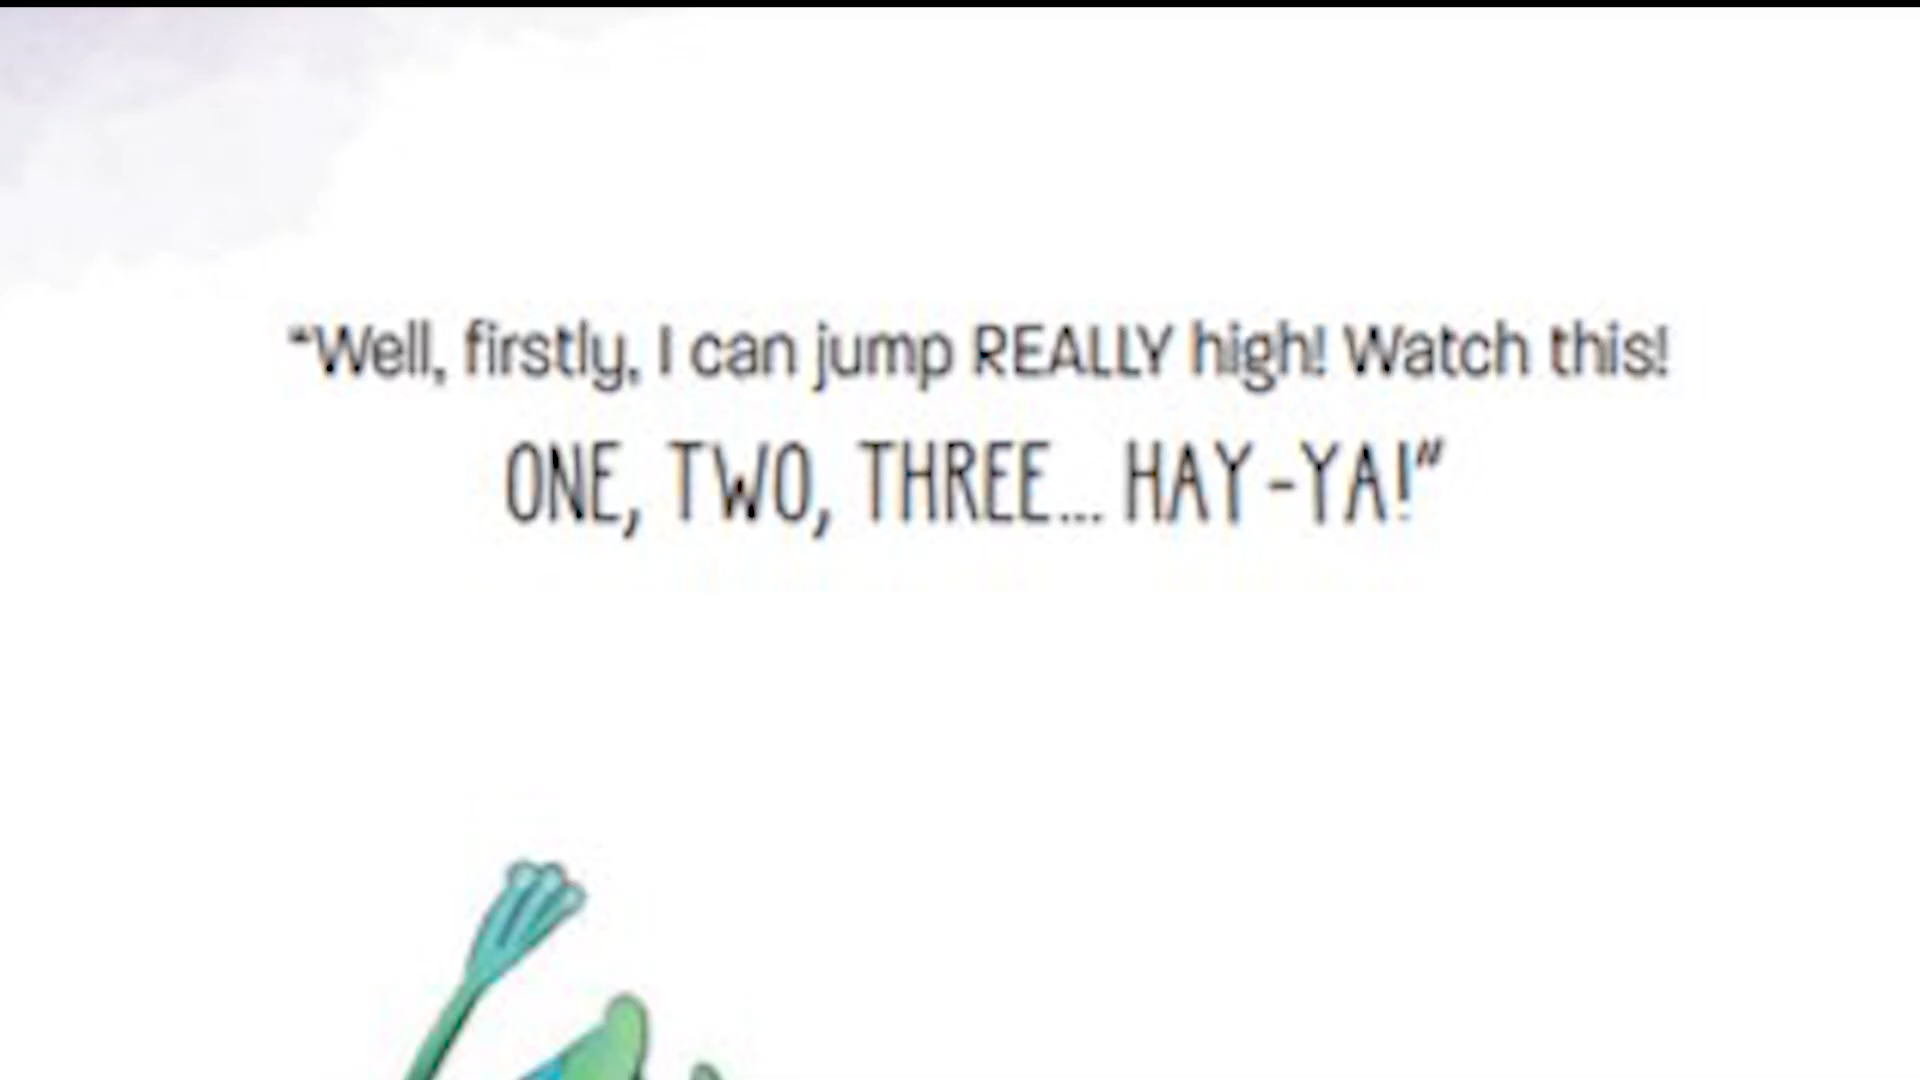 “Well, firstly, I can jump REALLY high! Watch this!
ONE, TWO, THREE... HAY-YA!”